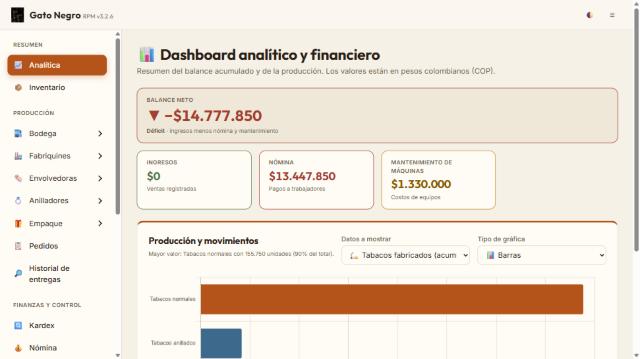 Gato Negro RPM v3.2.6
RESUMEN
Analítica
Inventario
PRODUCCIÓN
Bodega
Fabriquines
Envolvedoras
Anilladores
Empaque
Pedidos
Historial de
entregas
FINANZAS Y CONTROL
Kardex
Nómina
Dashboard analítico y financiero
Resumen del balance acumulado y de la producción. Los valores están en pesos colombianos (COP).
BALANCE NETO
▼ −$14.777.850
Déficit · Ingresos menos nómina y mantenimiento
INGRESOS
$0
Ventas registradas
NÓMINA
$13.447.850
Pagos a trabajadores
MANTENIMIENTO DE
MÁQUINAS
$1.330.000
Costos de equipos
Producción y movimientos
Mayor valor: Tabacos normales con 155.750 unidades (90% del total).
Datos a mostrar
Tabacos fabricados (acum
Tipo de gráfica
Barras
Tabacos normales
Tabacos anillados